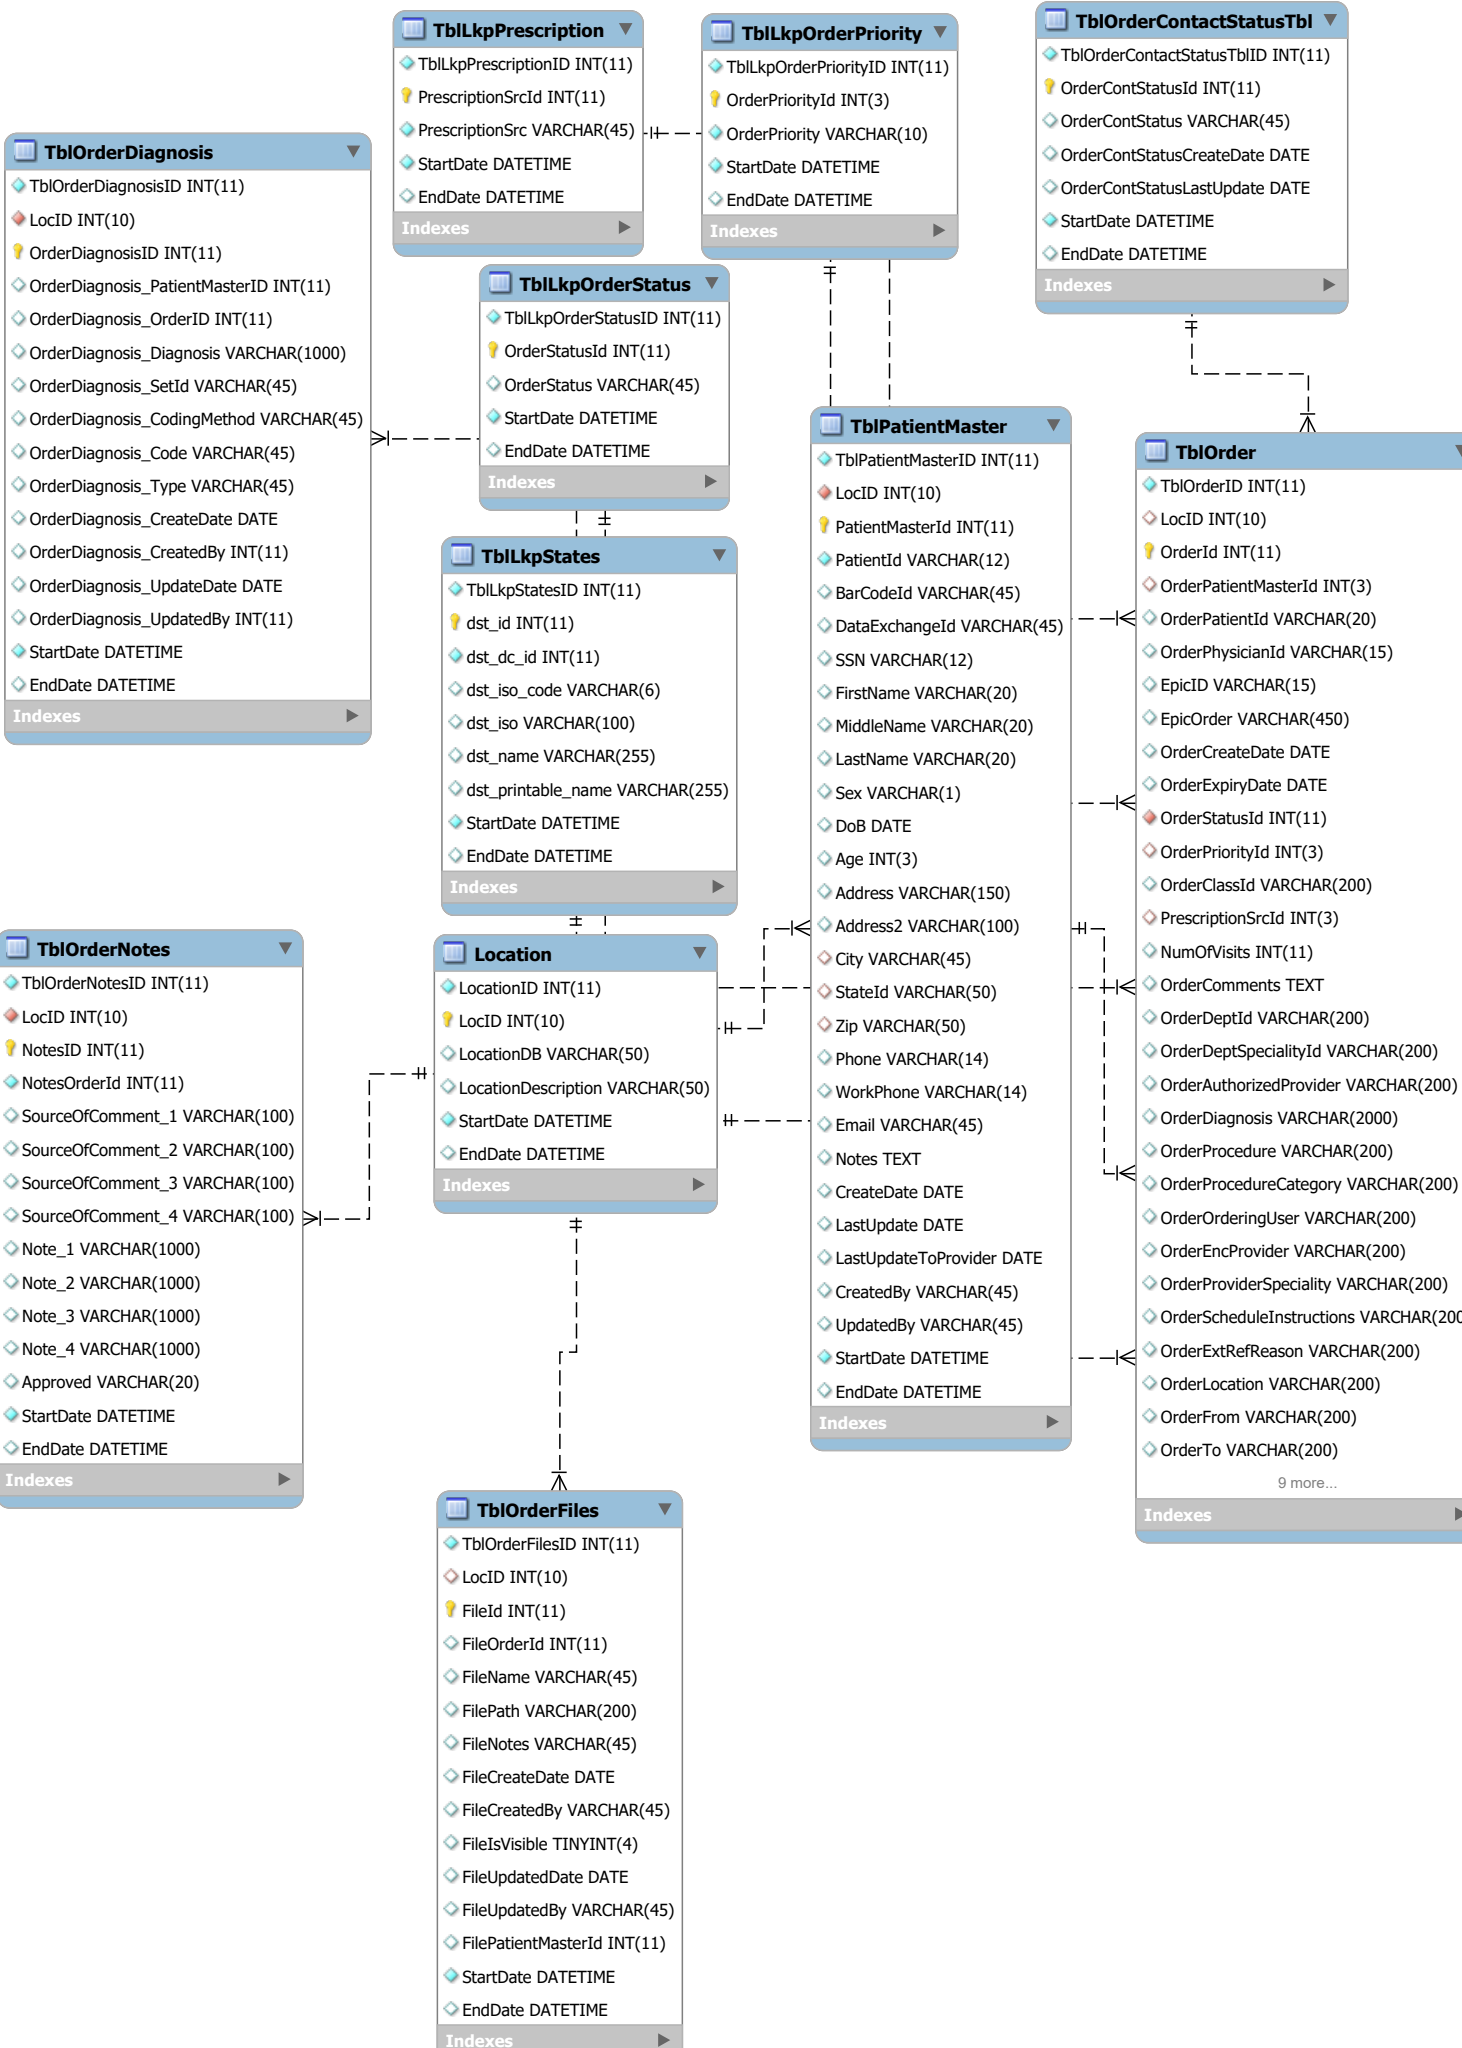 TblLkpPrescription
TblLkpPrescriptionID INT(11)
PrescriptionSrcId INT(11)
PrescriptionSrc VARCHAR(45)
StartDate DATETIME
EndDate DATETIME
Indexes
TblLkpOrderPriority
TblLkpOrderPriorityID INT(11)
OrderPriorityId INT(3)
OrderPriority VARCHAR(10)
StartDate DATETIME
EndDate DATETIME
Indexes
TblOrderContactStatusTbl
TblOrderContactStatusTblID INT(11)
OrderContStatusId INT(11)
OrderContStatus VARCHAR(45)
OrderContStatusCreateDate DATE
OrderContStatusLastUpdate DATE
StartDate DATETIME
EndDate DATETIME
Indexes
TblOrderDiagnosis
TblOrderDiagnosisID INT(11)
LocID INT(10)
OrderDiagnosisID INT(11)
OrderDiagnosis_PatientMasterID INT(11)
OrderDiagnosis_OrderID INT(11)
OrderDiagnosis_Diagnosis VARCHAR(1000)
OrderDiagnosis_SetId VARCHAR(45)
OrderDiagnosis_CodingMethod VARCHAR(45)
OrderDiagnosis_Code VARCHAR(45)
OrderDiagnosis_Type VARCHAR(45)
OrderDiagnosis_CreateDate DATE
OrderDiagnosis_CreatedBy INT(11)
OrderDiagnosis_UpdateDate DATE
OrderDiagnosis_UpdatedBy INT(11)
StartDate DATETIME
EndDate DATETIME
Indexes
TblLkpOrderStatus
TblLkpOrderStatusID INT(11)
OrderStatusId INT(11)
OrderStatus VARCHAR(45)
StartDate DATETIME
EndDate DATETIME
Indexes
TblLkpStates
TblLkpStatesID INT(11)
dst_id INT(11)
dst_dc_id INT(11)
dst_iso_code VARCHAR(6)
dst_iso VARCHAR(100)
dst_name VARCHAR(255)
dst_printable_name VARCHAR(255)
StartDate DATETIME
EndDate DATETIME
Indexes
TblPatientMaster
TblPatientMasterID INT(11)
LocID INT(10)
PatientMasterId INT(11)
PatientId VARCHAR(12)
BarCodeId VARCHAR(45)
DataExchangeId VARCHAR(45)
SSN VARCHAR(12)
FirstName VARCHAR(20)
MiddleName VARCHAR(20)
LastName VARCHAR(20)
Sex VARCHAR(1)
DoB DATE
Age INT(3)
Address VARCHAR(150)
Address2 VARCHAR(100)
City VARCHAR(45)
StateId VARCHAR(50)
Zip VARCHAR(50)
Phone VARCHAR(14)
WorkPhone VARCHAR(14)
Email VARCHAR(45)
Notes TEXT
CreateDate DATE
LastUpdate DATE
LastUpdateToProvider DATE
CreatedBy VARCHAR(45)
UpdatedBy VARCHAR(45)
StartDate DATETIME
EndDate DATETIME
Indexes
TblOrder
TblOrderID INT(11)
LocID INT(10)
OrderId INT(11)
OrderPatientMasterId INT(3)
OrderPatientId VARCHAR(20)
OrderPhysicianId VARCHAR(15)
EpicID VARCHAR(15)
EpicOrder VARCHAR(450)
OrderCreateDate DATE
OrderExpiryDate DATE
OrderStatusId INT(11)
OrderPriorityId INT(3)
OrderClassId VARCHAR(200)
PrescriptionSrcId INT(3)
NumOfVisits INT(11)
OrderComments TEXT
OrderDeptId VARCHAR(200)
OrderDeptSpecialityId VARCHAR(200)
OrderAuthorizedProvider VARCHAR(200)
OrderDiagnosis VARCHAR(2000)
OrderProcedure VARCHAR(200)
OrderProcedureCategory VARCHAR(200)
OrderOrderingUser VARCHAR(200)
OrderEncProvider VARCHAR(200)
OrderProviderSpeciality VARCHAR(200)
OrderScheduleInstructions VARCHAR(200
OrderExtRefReason VARCHAR(200)
OrderLocation VARCHAR(200)
OrderFrom VARCHAR(200)
OrderTo VARCHAR(200)
9 more...
Indexes
TblOrderNotes
TblOrderNotesID INT(11)
LocID INT(10)
NotesID INT(11)
NotesOrderId INT(11)
SourceOfComment_1 VARCHAR(100)
SourceOfComment_2 VARCHAR(100)
SourceOfComment_3 VARCHAR(100)
SourceOfComment_4 VARCHAR(100)
Note_1 VARCHAR(1000)
Note_2 VARCHAR(1000)
Note_3 VARCHAR(1000)
Note_4 VARCHAR(1000)
Approved VARCHAR(20)
StartDate DATETIME
EndDate DATETIME
Indexes
Location
LocationID INT(11)
LocID INT(10)
LocationDB VARCHAR(50)
LocationDescription VARCHAR(50)
StartDate DATETIME
EndDate DATETIME
Indexes
TblOrderFiles
TblOrderFilesID INT(11)
LocID INT(10)
FileId INT(11)
FileOrderId INT(11)
FileName VARCHAR(45)
FilePath VARCHAR(200)
FileNotes VARCHAR(45)
FileCreateDate DATE
FileCreatedBy VARCHAR(45)
FileIsVisible TINYINT(4)
FileUpdatedDate DATE
FileUpdatedBy VARCHAR(45)
FilePatientMasterId INT(11)
StartDate DATETIME
EndDate DATETIME
Indexes